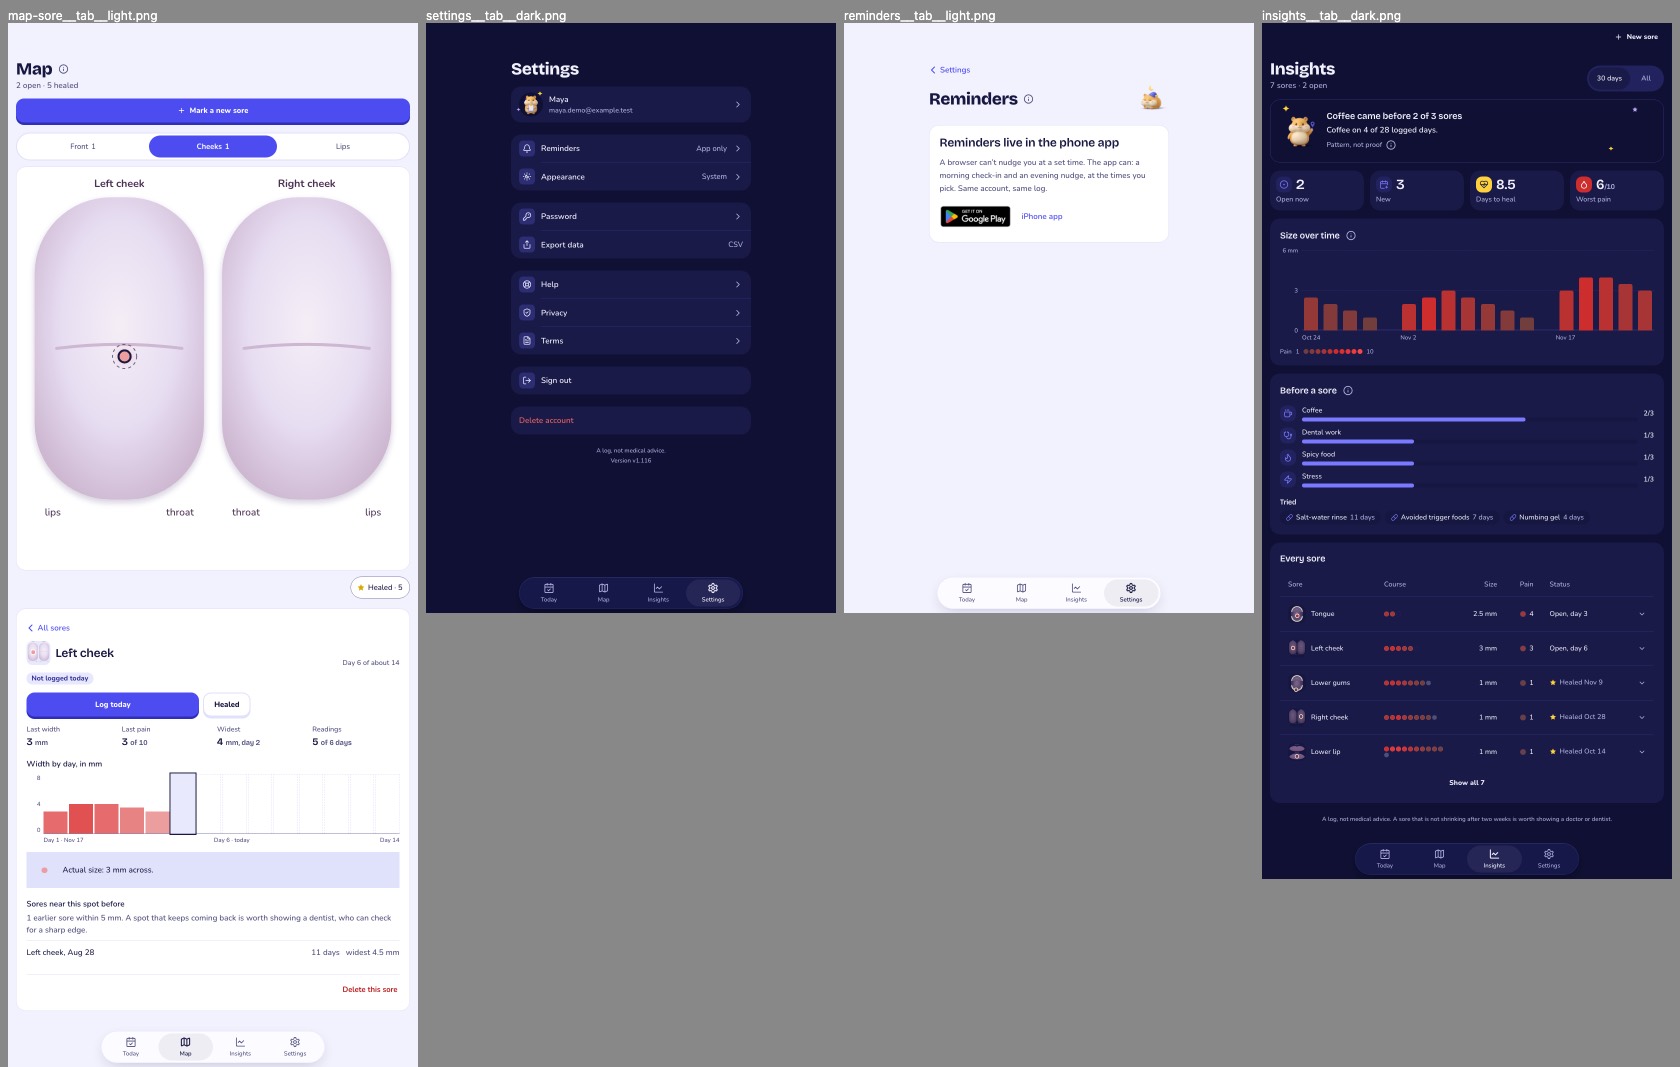 map-sore__tab__light.png
Map
2 open · 5 healed
+ Mark a new sore
Front 1
Cheeks 1
Lips
Left cheek
Right cheek
lips
throat
throat
lips
Healed · 5
All sores
Left cheek
Day 6 of about 14
Not logged today
Log today
Healed
Last width
Last pain
Widest
Readings
3 mm
3 of 10
4 mm, day 2
5 of 6 days
Width by day, in mm
8
4
0
Day 1 · Nov 17
Day 6 · today
Day 14
Actual size: 3 mm across.
Sores near this spot before
1 earlier sore within 5 mm. A spot that keeps coming back is worth showing a dentist, who can check
for a sharp edge.
Left cheek, Aug 28
11 days widest 4.5 mm
Delete this sore
Today
Map
Insights
Settings
settings__tab__dark.png
Settings
Maya
maya.demo@example.test
Reminders
App only
Appearance
System
Password
Export data
CSV
Help
Privacy
Terms
Sign out
Delete account
A log, not medical advice.
Version v1.116
Today
Map
Insights
Settings
reminders__tab__light.png
Settings
Reminders
Reminders live in the phone app
A browser can't nudge you at a set time. The app can: a
morning check-in and an evening nudge, at the times you
pick. Same account, same log.
GET IT ON
Google Play
iPhone app
Today
Map
Insights
Settings
insights__tab__dark.png
+ New sore
Insights
7 sores · 2 open
30 days
All
Coffee came before 2 of 3 sores
Coffee on 4 of 28 logged days.
Pattern, not proof
2
Open now
3
New
8.5
Days to heal
6/10
Worst pain
Size over time
6 mm
3
0
Oct 24
Nov 2
Nov 17
Pain 1
10
Before a sore
Coffee
2/3
Dental work
1/3
Spicy food
1/3
Stress
1/3
Tried
Salt-water rinse 11 days
Avoided trigger foods 7 days
Numbing gel 4 days
Every sore
Sore
Course
Size
Pain
Status
Tongue
2.5 mm
4
Open, day 3
Left cheek
3 mm
3
Open, day 6
Lower gums
1 mm
1
Healed Nov 9
Right cheek
1 mm
1
Healed Oct 28
Lower lip
1 mm
1
Healed Oct 14
Show all 7
A log, not medical advice. A sore that is not shrinking after two weeks is worth showing a doctor or dentist.
Today
Map
Insights
Settings